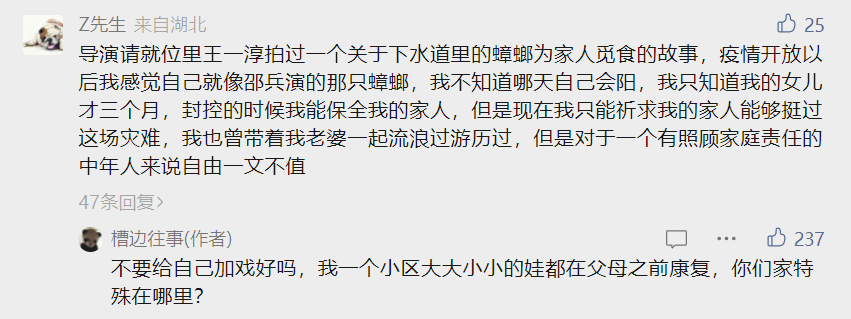 Z先生 来自湖北 25
导演请就位里王一淳拍过一个关于下水道里的蟑螂为家人觅食的故事，疫情开放以
后我感觉自己就像邵兵演的那只蟑螂，我不知道哪天自己会阳，我只知道我的女儿
才三个月，封控的时候我能保全我的家人，但是现在我只能祈求我的家人能够挺过
这场灾难，我也曾带着我老婆一起流浪过游历过，但是对于一个有照顾家庭责任的
中年人来说自由一文不值
47条回复>
槽边往事(作者) 237
不要给自己加戏好吗，我一个小区大大小小的娃都在父母之前康复，你们家特
殊在哪里？